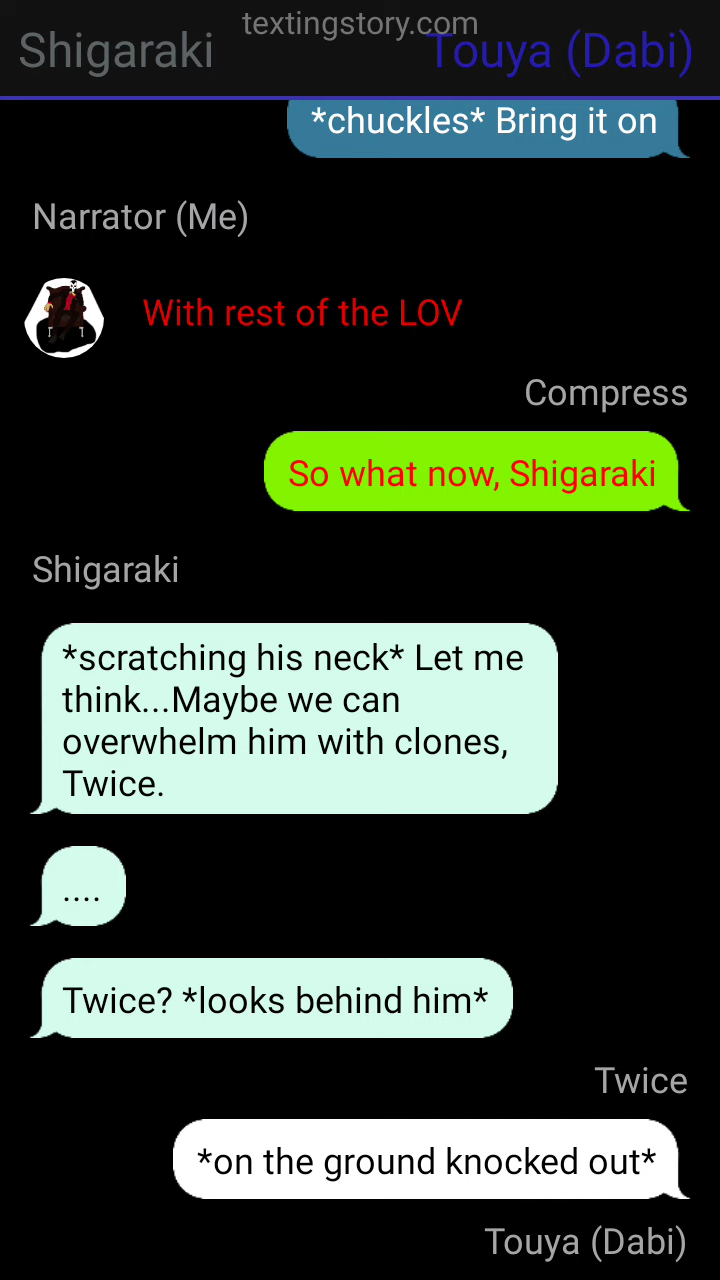 textingstory.com
Shigaraki
Touya (Dabi)
*chuckles* Bring it on
Narrator (Me)
With rest of the LOV
Compress
So what now, Shigaraki
Shigaraki
*scratching his neck* Let me
think...Maybe we can
overwhelm him with clones,
Twice.
....
Twice? *looks behind him*
Twice
*on the ground knocked out*
Touya (Dabi)